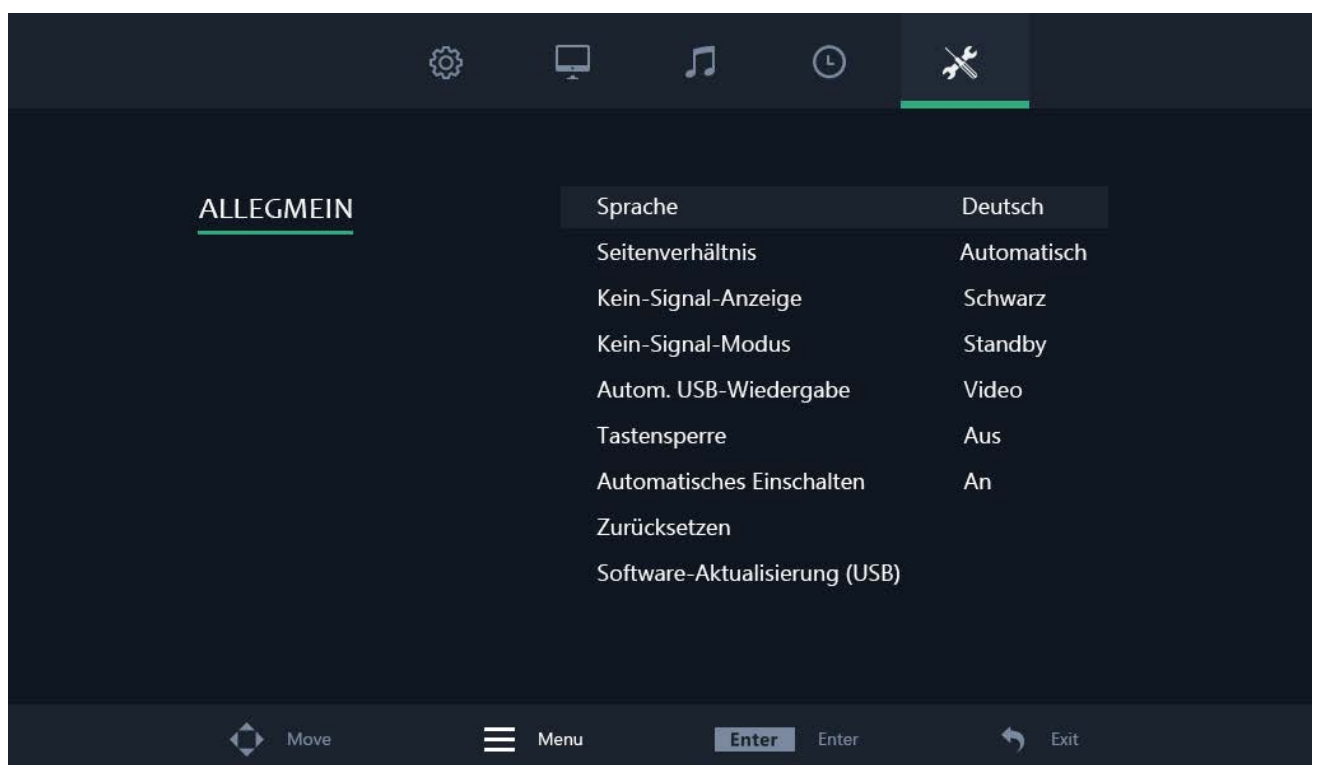 ALLEGMEIN
Sprache Deutsch
Seitenverhältnis Automatisch
Kein-Signal-Anzeige Schwarz
Kein-Signal-Modus Standby
Autom. USB-Wiedergabe Video
Tastensperre Aus
Automatisches Einschalten An
Zurücksetzen
Software-Aktualisierung (USB)
Move Menu Enter Enter Exit